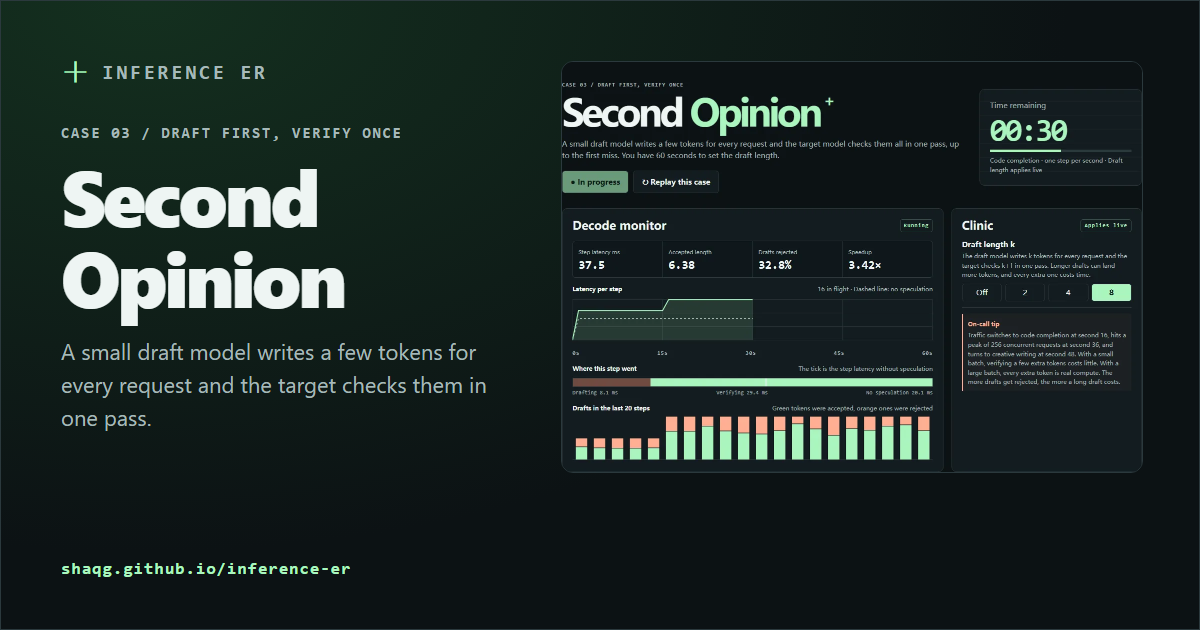 INFERENCE ER
CASE 03 / DRAFT FIRST, VERIFY ONCE
Second
Opinion
A small draft model writes a few tokens for
every request and the target checks them in
one pass.
shaqg.github.io/inference-er
CASE 03 / DRAFT FIRST, VERIFY ONCE
Second Opinion+
A small draft model writes a few tokens for every request and the target model checks them all in one pass, up
to the first miss. You have 60 seconds to set the draft length.
In progress
↻ Replay this case
Time remaining
00:30
Code completion · one step per second · Draft
length applies live
Decode monitor
Running
Step latency ms
37.5
Accepted length
6.38
Drafts rejected
32.8%
Speedup
3.42×
Latency per step
16 in flight · Dashed line: no speculation
0s 15s 30s 45s 60s
Where this step went
The tick is the step latency without speculation
Drafting 8.1 ms
Verifying 29.4 ms
No speculation 20.1 ms
Drafts in the last 20 steps
Green tokens were accepted, orange ones were rejected
Clinic
Applies live
Draft length k
The draft model writes k tokens for every request and the
target checks k+1 in one pass. Longer drafts can land
more tokens, and every extra one costs time.
Off 2 4 8
On-call tip
Traffic switches to code completion at second 16, hits a
peak of 256 concurrent requests at second 36, and
turns to creative writing at second 48. With a small
batch, verifying a few extra tokens costs little. With a
large batch, every extra token is real compute. The
more drafts get rejected, the more a long draft costs.